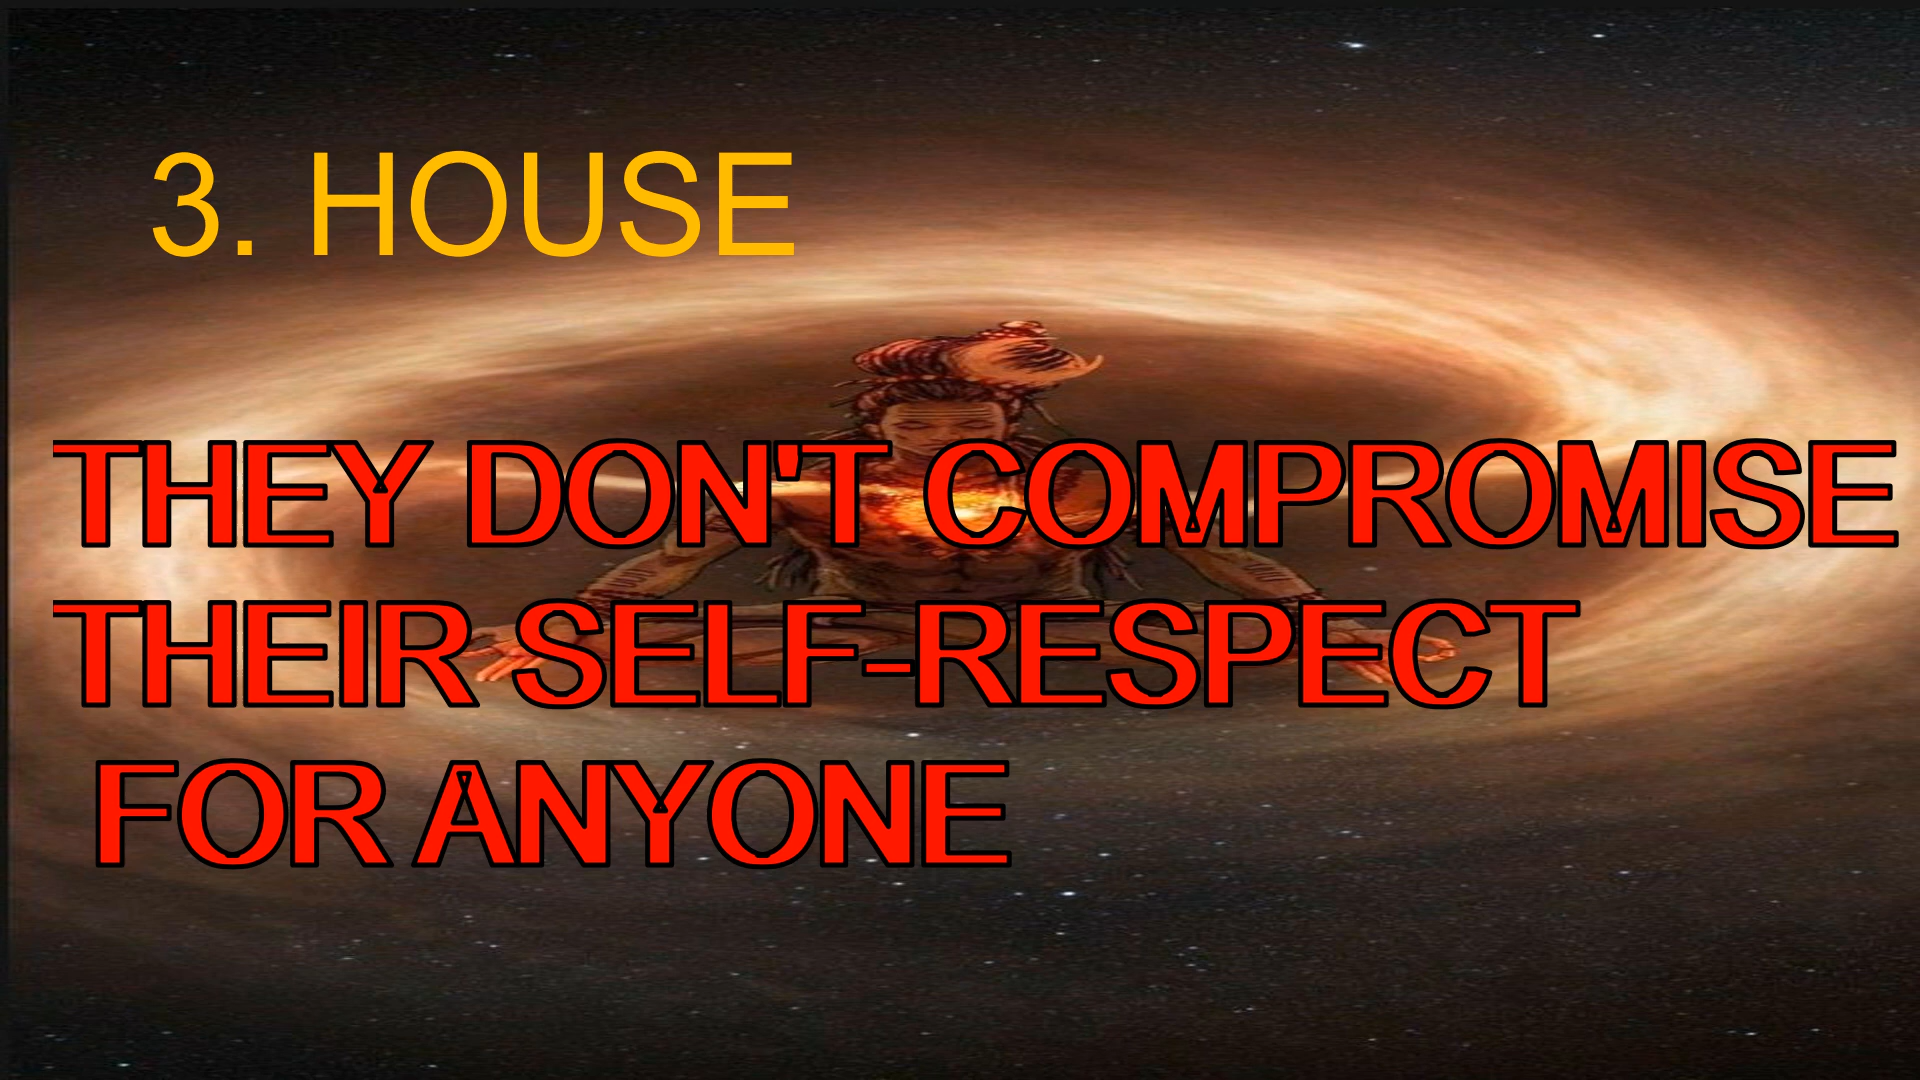 3. HOUSE
THEY DON'T COMPROMISE
THEIR SELF-RESPECT
FOR ANYONE